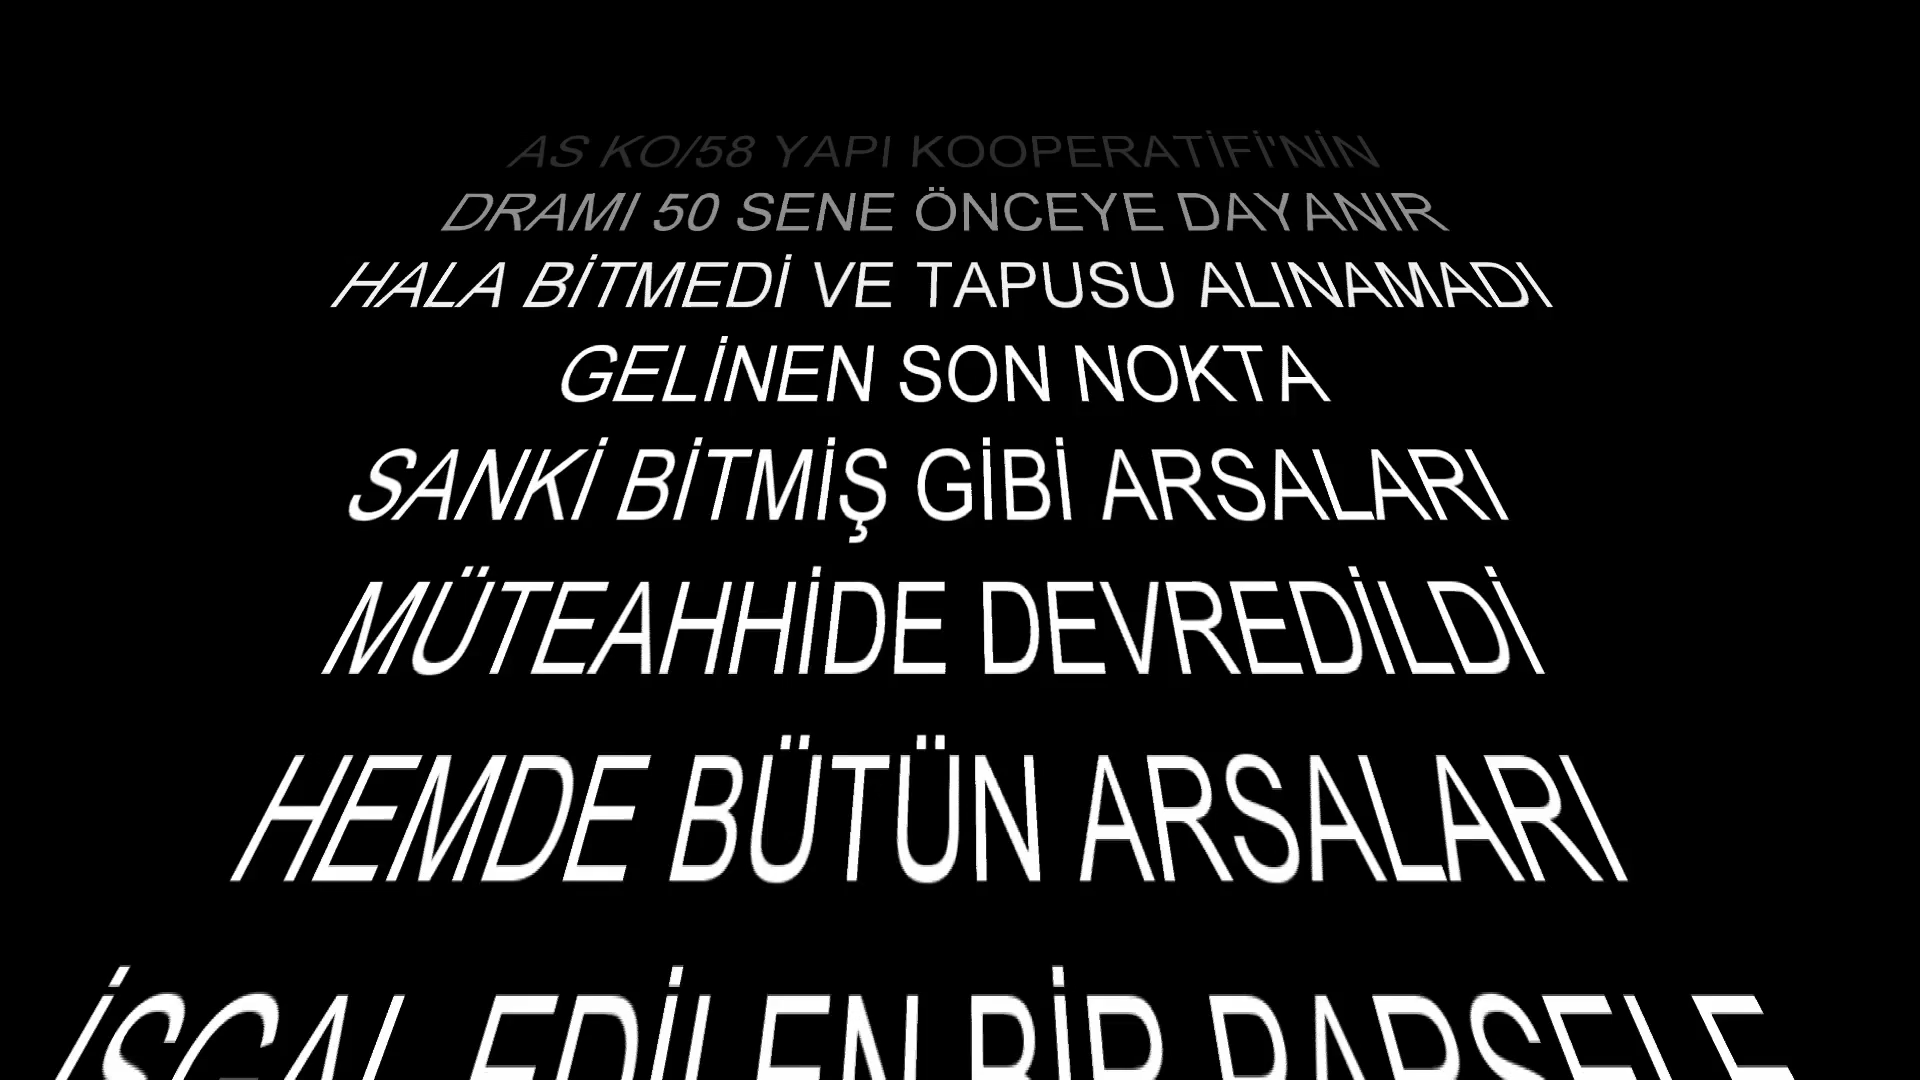 AS KO/58 YAPI KOOPERATİFİ'NİN
DRAMI 50 SENE ÖNCEYE DAYANIR
HALA BİTMEDİ VE TAPUSU ALINAMADI
GELİNEN SON NOKTA
SANKİ BİTMİŞ GİBİ ARSALARI
MÜTEAHHİDE DEVREDİLDİ
HEMDE BÜTÜN ARSALARI
İŞGAL EDİLEN BİR PARSELE